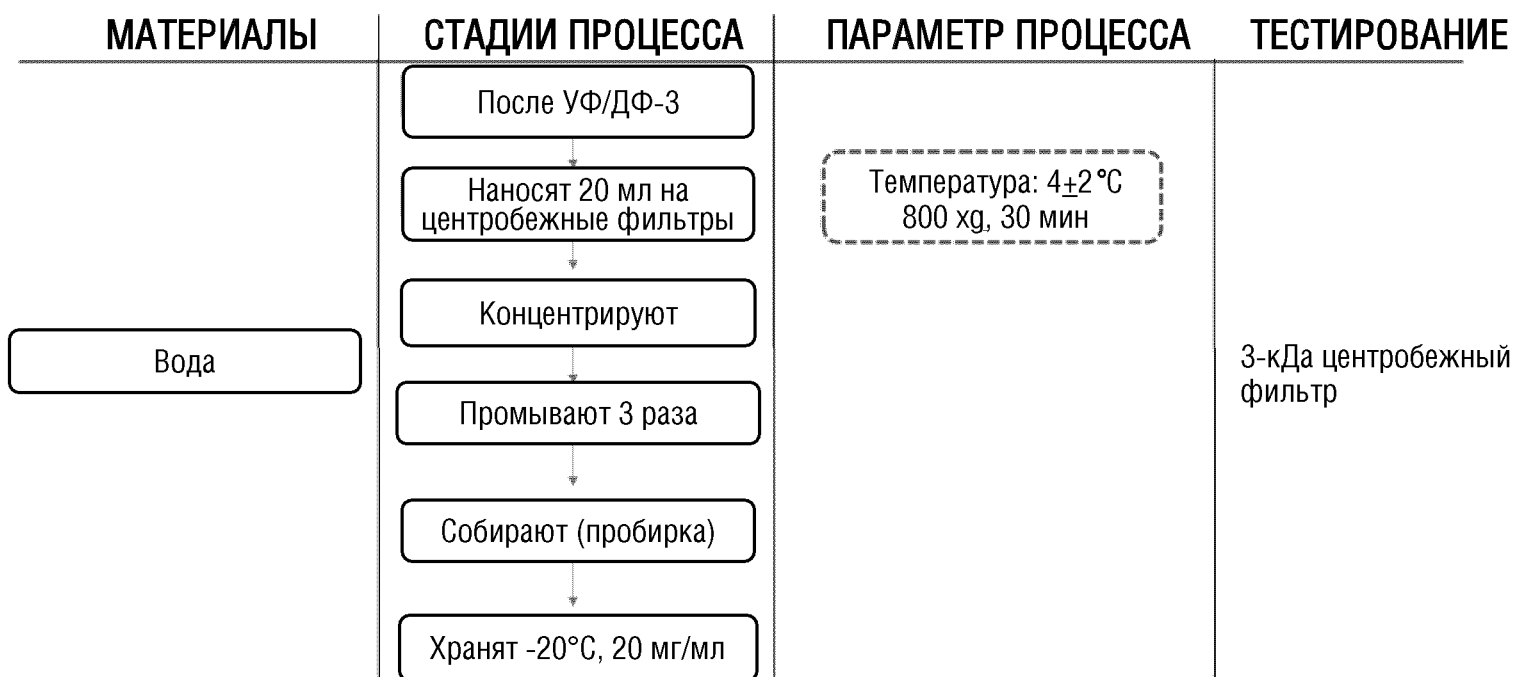 МАТЕРИАЛЫ
СТАДИИ ПРОЦЕССА
ПАРАМЕТР ПРОЦЕССА
ТЕСТИРОВАНИЕ
После УФ/ДФ-3
Наносят 20 мл на
центробежные фильтры
Температура: 4±2°C
800 xg, 30 мин
Концентрируют
Вода
3-кДа центробежный
фильтр
Промывают 3 раза
Собирают (пробирка)
Хранят -20°C, 20 мг/мл